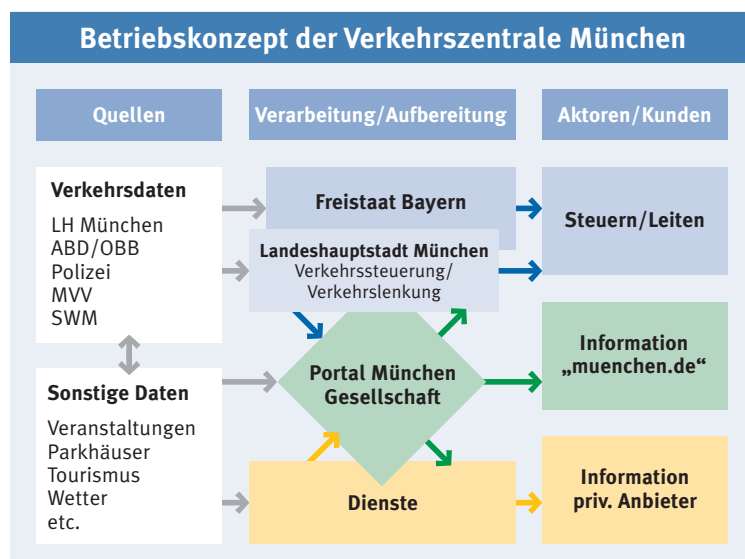 Betriebskonzept der Verkehrszentrale München
Quellen
Verarbeitung/Aufbereitung
Aktoren/Kunden
Verkehrsdaten
LH München
ABD/OBB
Polizei
MVV
SWM
Sonstige Daten
Veranstaltungen
Parkhäuser
Tourismus
Wetter
etc.
Freistaat Bayern
Landeshauptstadt München
Verkehrssteuerung/
Verkehrslenkung
Portal München
Gesellschaft
Dienste
Steuern/Leiten
Information
„muenchen.de“
Information
priv. Anbieter